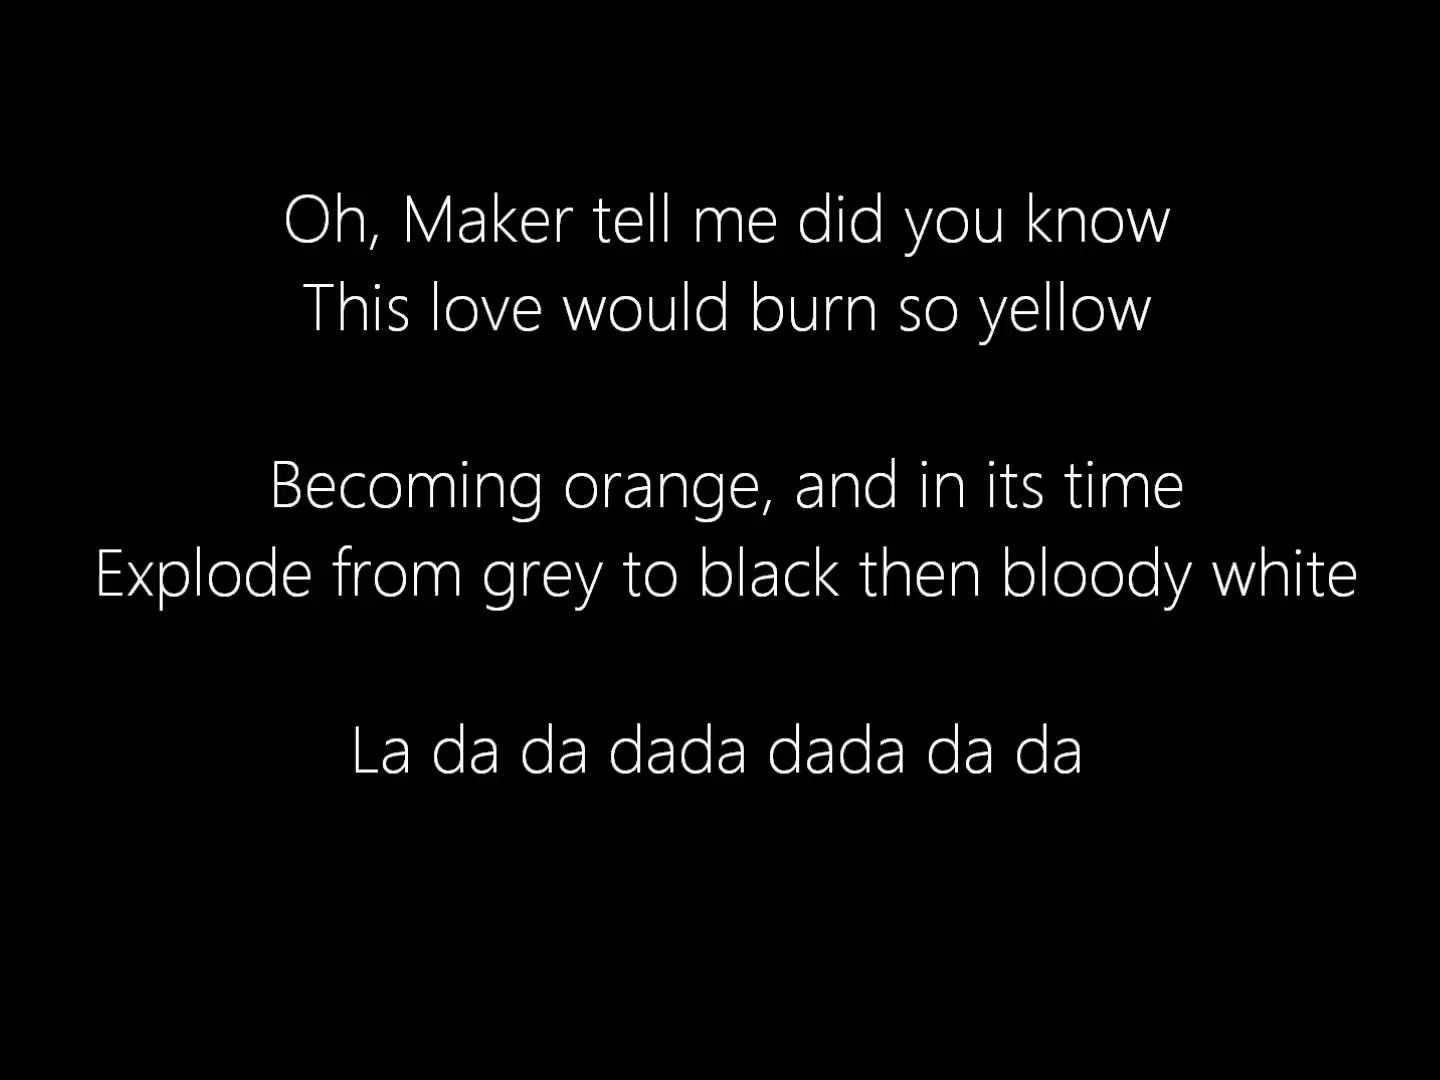 Oh, Maker tell me did you know
This love would burn so yellow
Becoming orange, and in its time
Explode from grey to black then bloody white
La da da dada dada da da